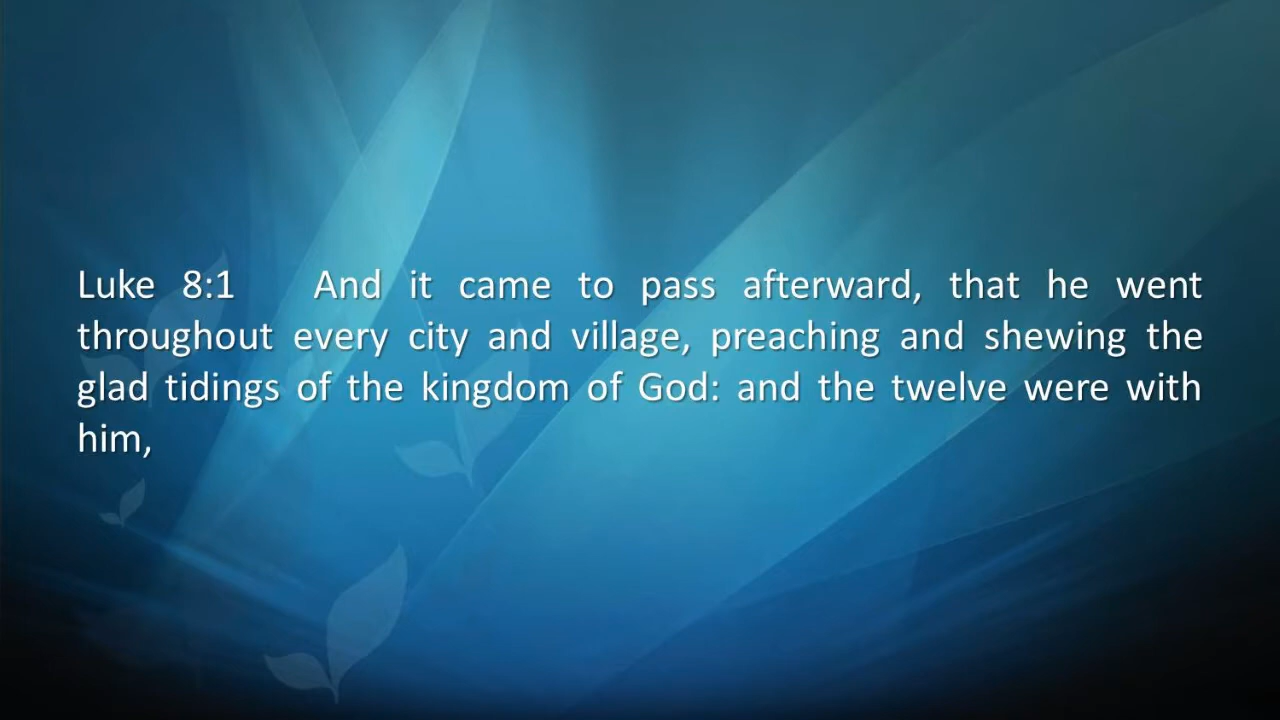 Luke 8:1 And it came to pass afterward, that he went
throughout every city and village, preaching and shewing the
glad tidings of the kingdom of God: and the twelve were with
him,